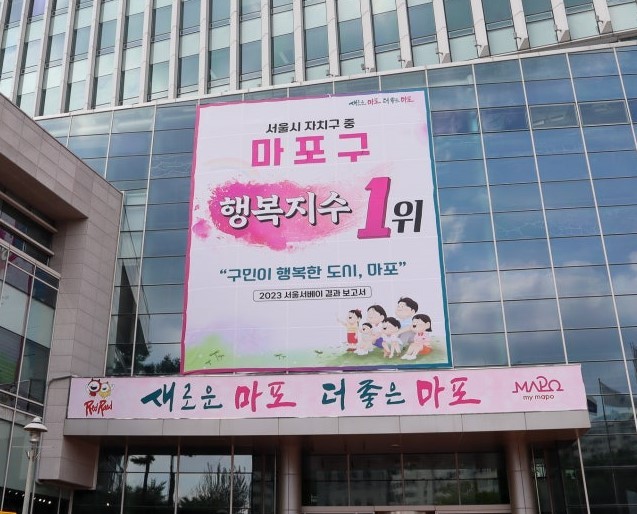 새로운 마포, 더 좋은 마포
서울시 자치구 중
마포구
행복지수 1위
“구민이 행복한 도시, 마포”
2023 서울서베이 결과 보고서
새로운 마포 더 좋은 마포
MAPO
my mapo